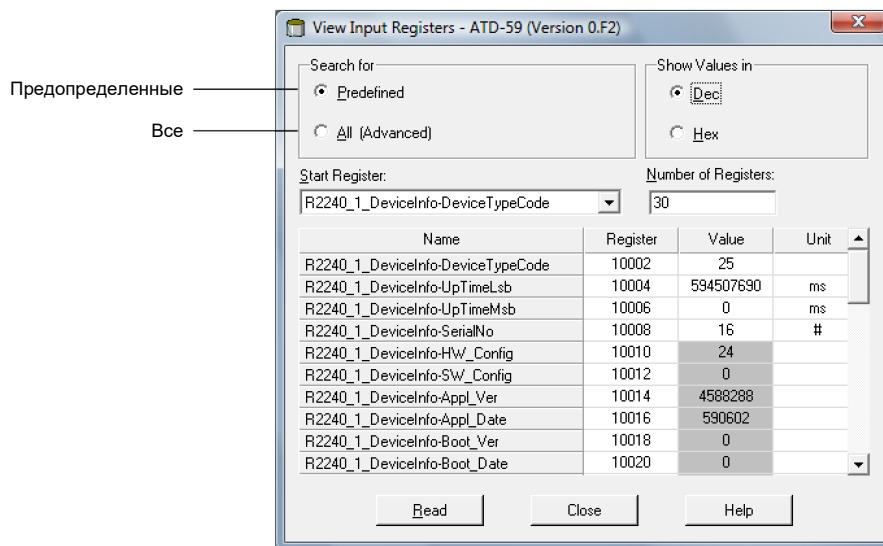 View Input Registers - ATD-59 (Version 0.F2)
Search for
Show Values in
Предопределенные
Predefined
Dec
Все
All (Advanced)
Hex
Start Register:
Number of Registers:
R2240_1_DeviceInfo-DeviceTypeCode
30
Name Register Value Unit
R2240_1_DeviceInfo-DeviceTypeCode 10002 25
R2240_1_DeviceInfo-UpTimeLsb 10004 594507690 ms
R2240_1_DeviceInfo-UpTimeMsb 10006 0 ms
R2240_1_DeviceInfo-SerialNo 10008 16 #
R2240_1_DeviceInfo-HW_Config 10010 24
R2240_1_DeviceInfo-SW_Config 10012 0
R2240_1_DeviceInfo-Appl_Ver 10014 4588288
R2240_1_DeviceInfo-Appl_Date 10016 590602
R2240_1_DeviceInfo-Boot_Ver 10018 0
R2240_1_DeviceInfo-Boot_Date 10020 0
Read
Close
Help